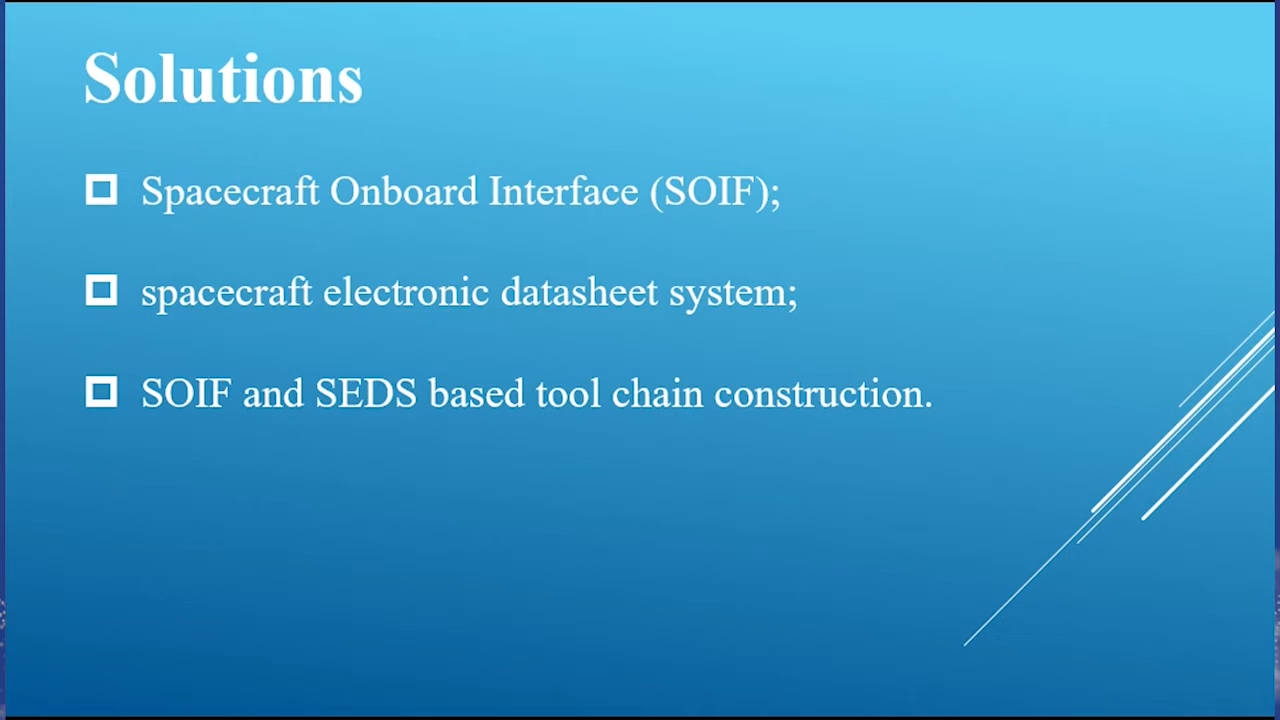 Solutions
Spacecraft Onboard Interface (SOIF);
spacecraft electronic datasheet system;
SOIF and SEDS based tool chain construction.